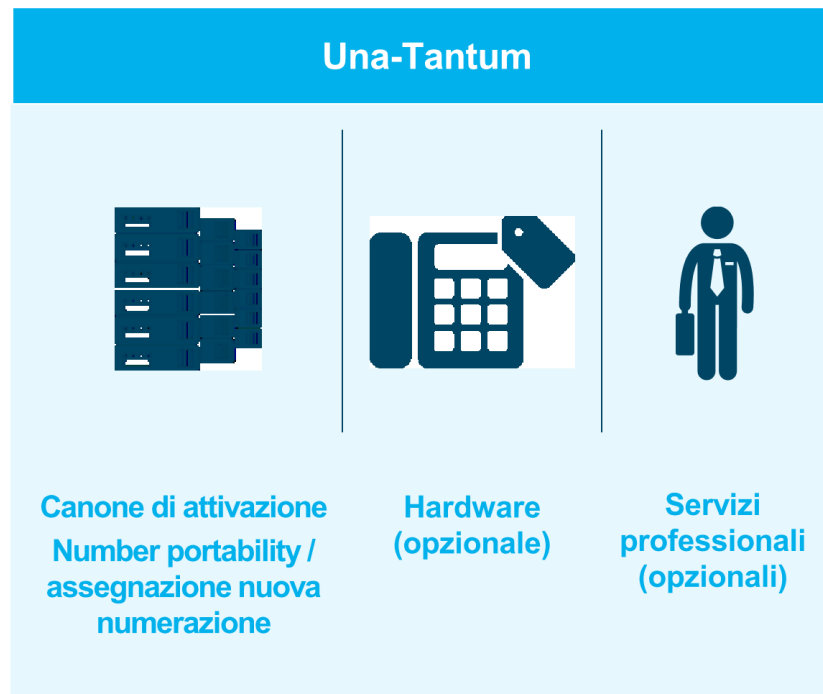 Una-Tantum
Canone di attivazione
Number portability /
assegnazione nuova
numerazione
Hardware
(opzionale)
Servizi
professionali
(opzionali)